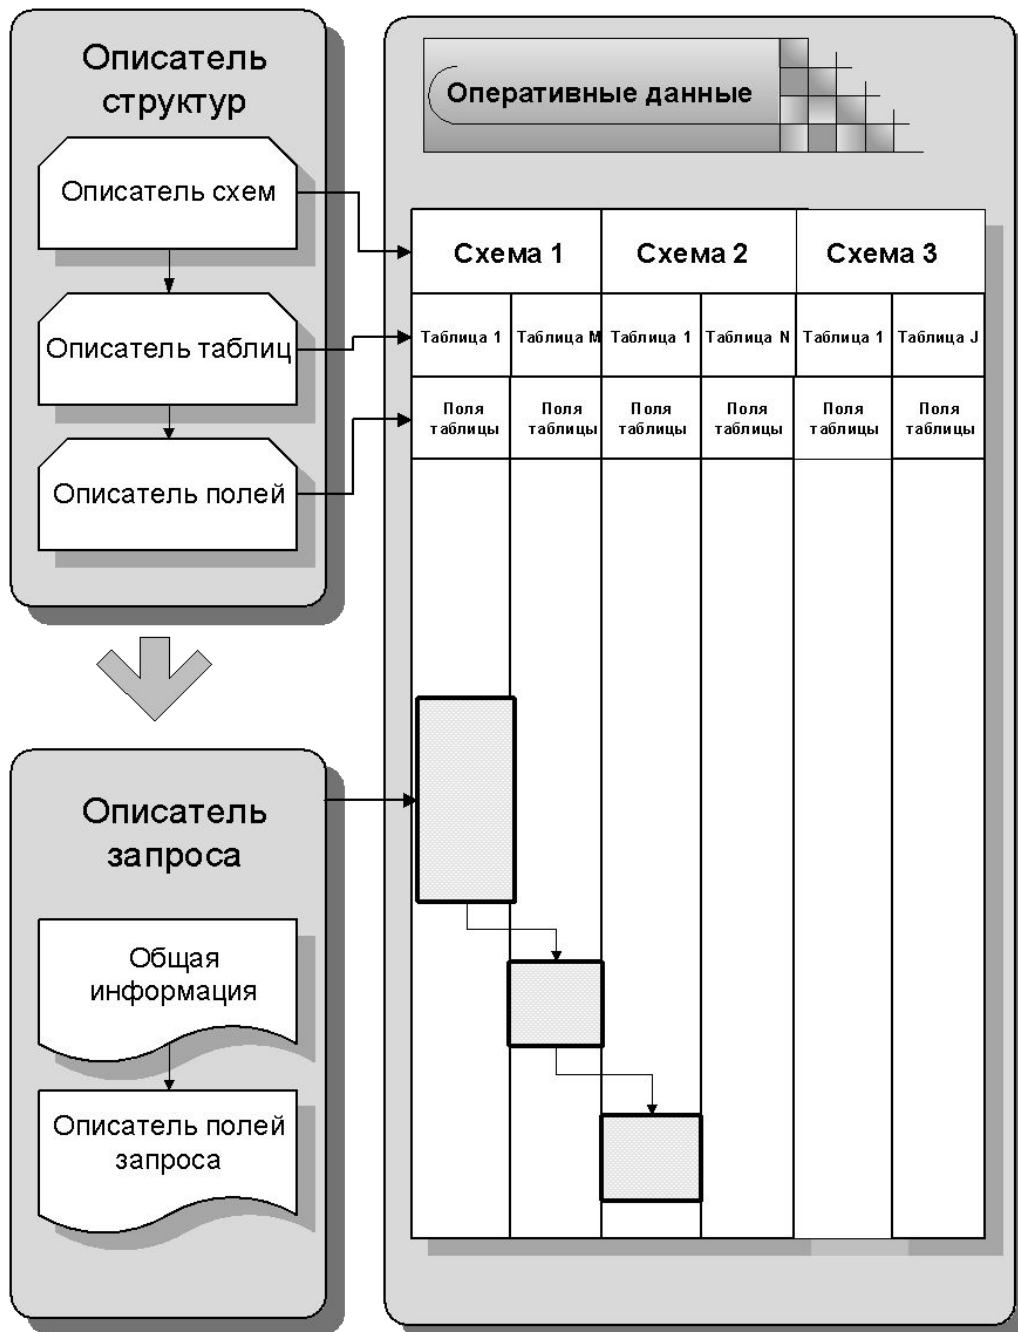 Описатель
структур
Описатель схем
Описатель таблиц
Описатель полей
Описатель
запроса
Общая
информация
Описатель полей
запроса
Оперативные данные
Схема 1 Схема 2 Схема 3
Таблица 1 Таблица M Таблица 1 Таблица N Таблица 1 Таблица J
Поля Поля Поля Поля Поля Поля
таблицы таблицы таблицы таблицы таблицы таблицы